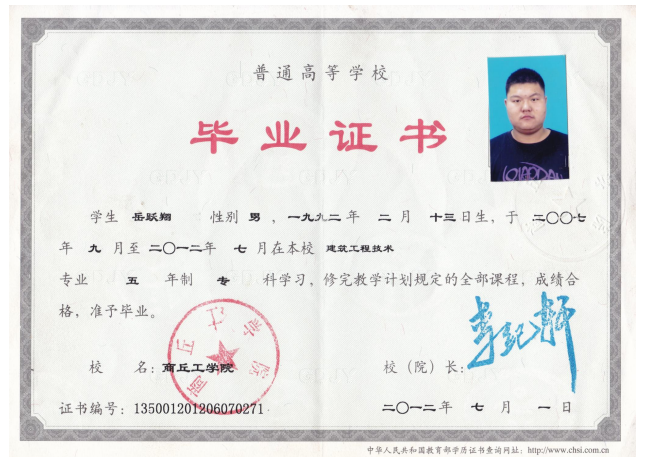 普通高等学校
毕业证书
学生 岳跃翔 性别 男 ，一九九二年 二 月 十三日生，于 二〇〇七
年 九 月至 二〇一二年 七 月在本校 建筑工程技术
专业 五 年制 专 科学习，修完教学计划规定的全部课程，成绩合
格，准予毕业。
校 名：商丘工学院 校（院）长：
证书编号：135001201206070271 二〇一二年 七 月 一 日
中华人民共和国教育部学历证书查询网址：http://www.chsi.com.cn